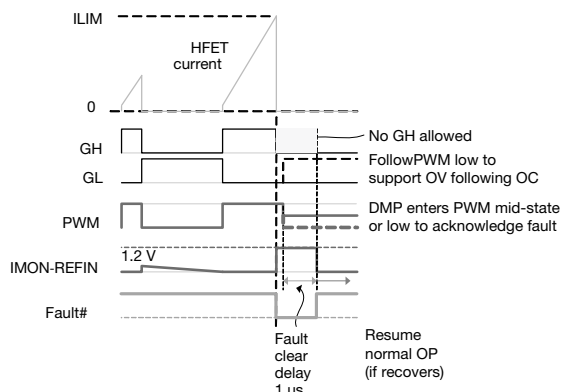 ILIM
HFET
current
0
GH
No GH allowed
GL
FollowPWM low to
support OV following OC
PWM
DMP enters PWM mid-state
or low to acknowledge fault
1.2 V
IMON-REFIN
Fault#
Fault
clear
delay
1 us
Resume
normal OP
(if recovers)